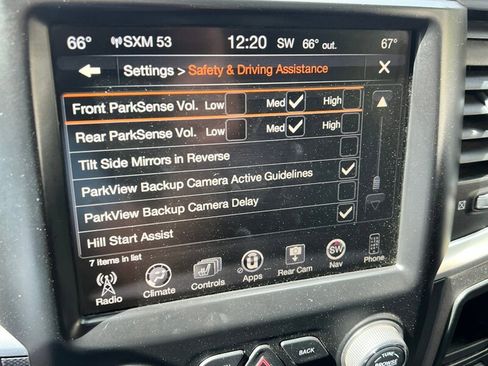 66° SXM 53 12:20 SW 66° out. 67°
Settings > Safety & Driving Assistance X
Front ParkSense Vol. Low Med High
Rear ParkSense Vol. Low Med High
Tilt Side Mirrors in Reverse
ParkView Backup Camera Active Guidelines
ParkView Backup Camera Delay
Hill Start Assist
7 items in list
Radio Climate Controls Apps Rear Cam SW Nav Phone
BACK
TUNE
BROWSE